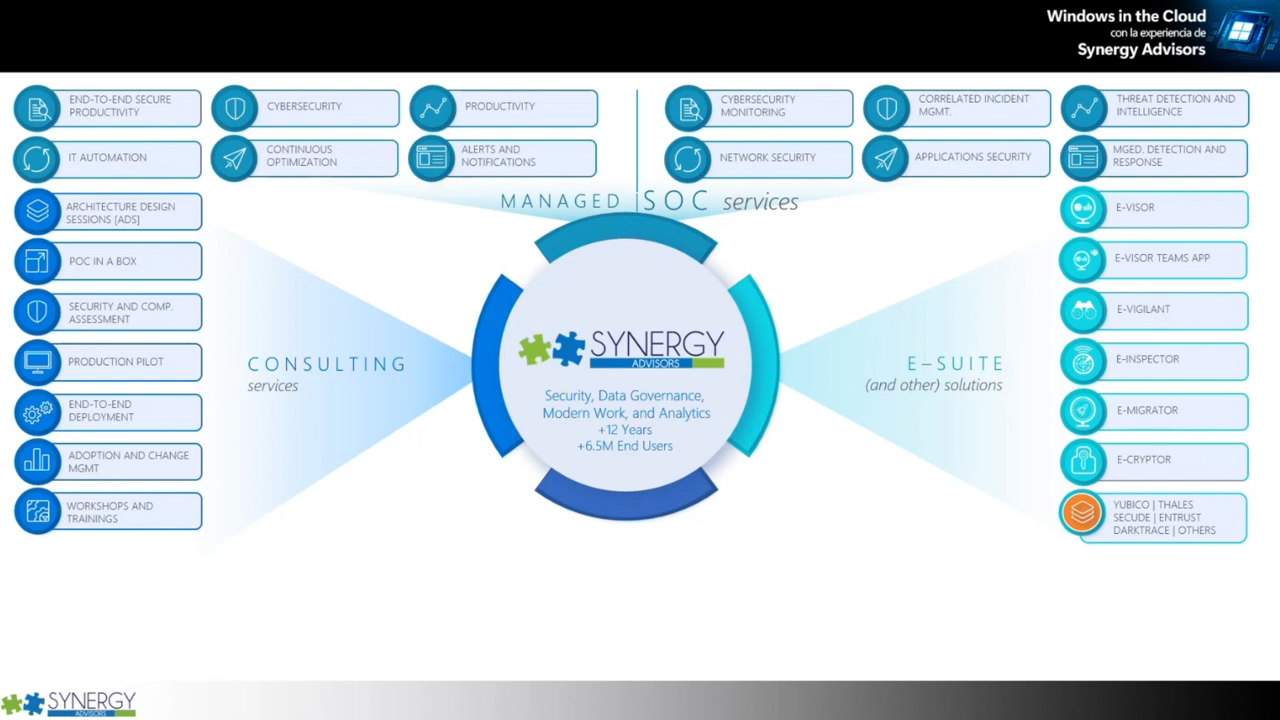 Windows in the Cloud
con la experiencia de
Synergy Advisors
END-TO-END SECURE
PRODUCTIVITY
CYBERSECURITY
PRODUCTIVITY
CYBERSECURITY
MONITORING
CORRELATED INCIDENT
MGMT.
THREAT DETECTION AND
INTELLIGENCE
IT AUTOMATION
CONTINUOUS
OPTIMIZATION
ALERTS AND
NOTIFICATIONS
NETWORK SECURITY
APPLICATIONS SECURITY
MGED. DETECTION AND
RESPONSE
MANAGED SOC services
ARCHITECTURE DESIGN
SESSIONS [ADS]
POC IN A BOX
SECURITY AND COMP.
ASSESSMENT
PRODUCTION PILOT
END-TO-END
DEPLOYMENT
ADOPTION AND CHANGE
MGMT
WORKSHOPS AND
TRAININGS
CONSULTING
services
SYNERGY
ADVISORS
Security, Data Governance,
Modern Work, and Analytics
+12 Years
+6.5M End Users
E-SUITE
(and other) solutions
E-VISOR
E-VISOR TEAMS APP
E-VIGILANT
E-INSPECTOR
E-MIGRATOR
E-CRYPTOR
YUBICO | THALES
SECUDE | ENTRUST
DARKTRACE | OTHERS
SYNERGY
ADVISORS